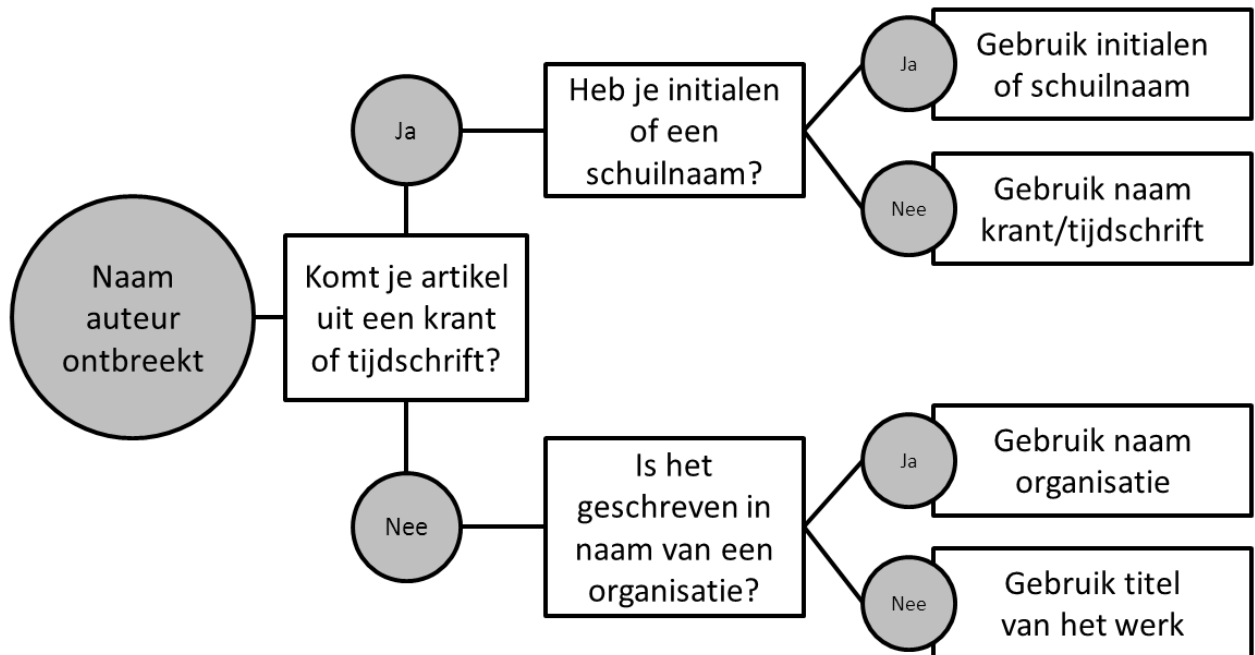 Naam
auteur
ontbreekt
Komt je artikel
uit een krant
of tijdschrift?
Ja
Heb je initialen
of een
schuilnaam?
Ja
Gebruik initialen
of schuilnaam
Nee
Gebruik naam
krant/tijdschrift
Nee
Is het
geschreven in
naam van een
organisatie?
Ja
Gebruik naam
organisatie
Nee
Gebruik titel
van het werk